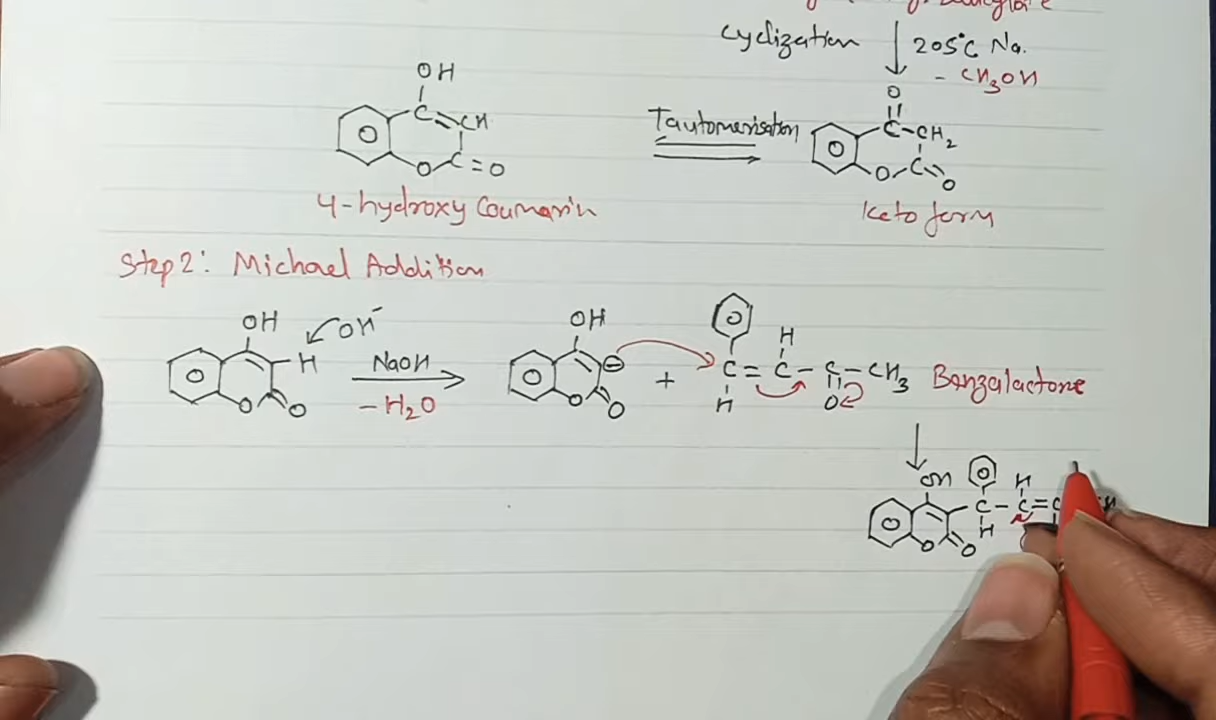 Cyclization 205°C Na.
- CH3OH
OH
C=CH
O C=O
4-hydroxy Coumarin
Tautomerisation
O
C-CH2
O-C=O
Keto form
Step 2: Michael Addition
OH OH-
H
O O
NaOH
-H2O
OH
⊖
O O
+
H
C = C - C - CH3
H O
Benzalactone
OH H
C - C = C
H
O O